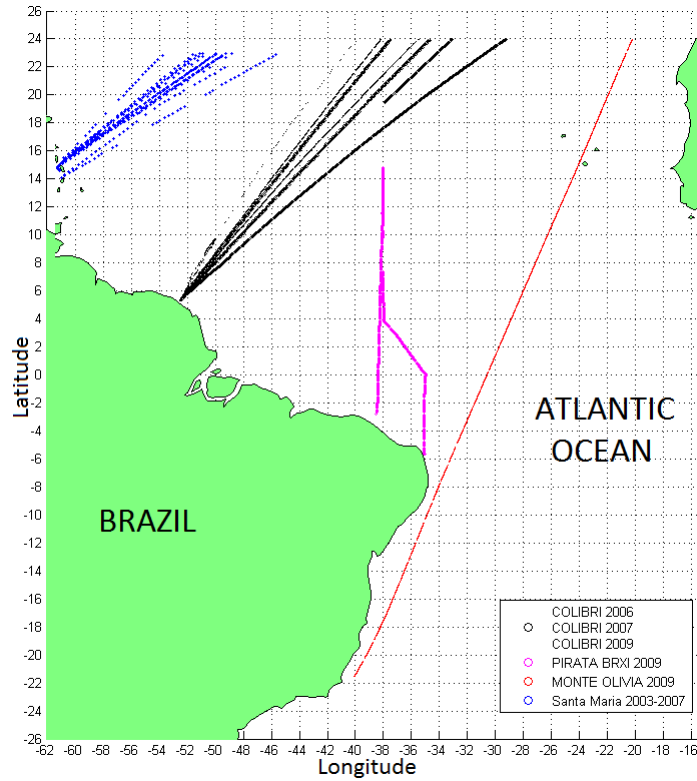 26
24
22
20
18
16
14
12
10
8
6
4
2
0
-2
-4
-6
-8
-10
-12
-14
-16
-18
-20
-22
-24
-26
Latitude
ATLANTIC
OCEAN
BRAZIL
COLIBRI 2006
COLIBRI 2007
COLIBRI 2009
PIRATA BRXI 2009
MONTE OLIVIA 2009
Santa Maria 2003-2007
-62 -60 -58 -56 -54 -52 -50 -48 -46 -44 -42 -40 -38 -36 -34 -32 -30 -28 -26 -24 -22 -20 -18 -16
Longitude